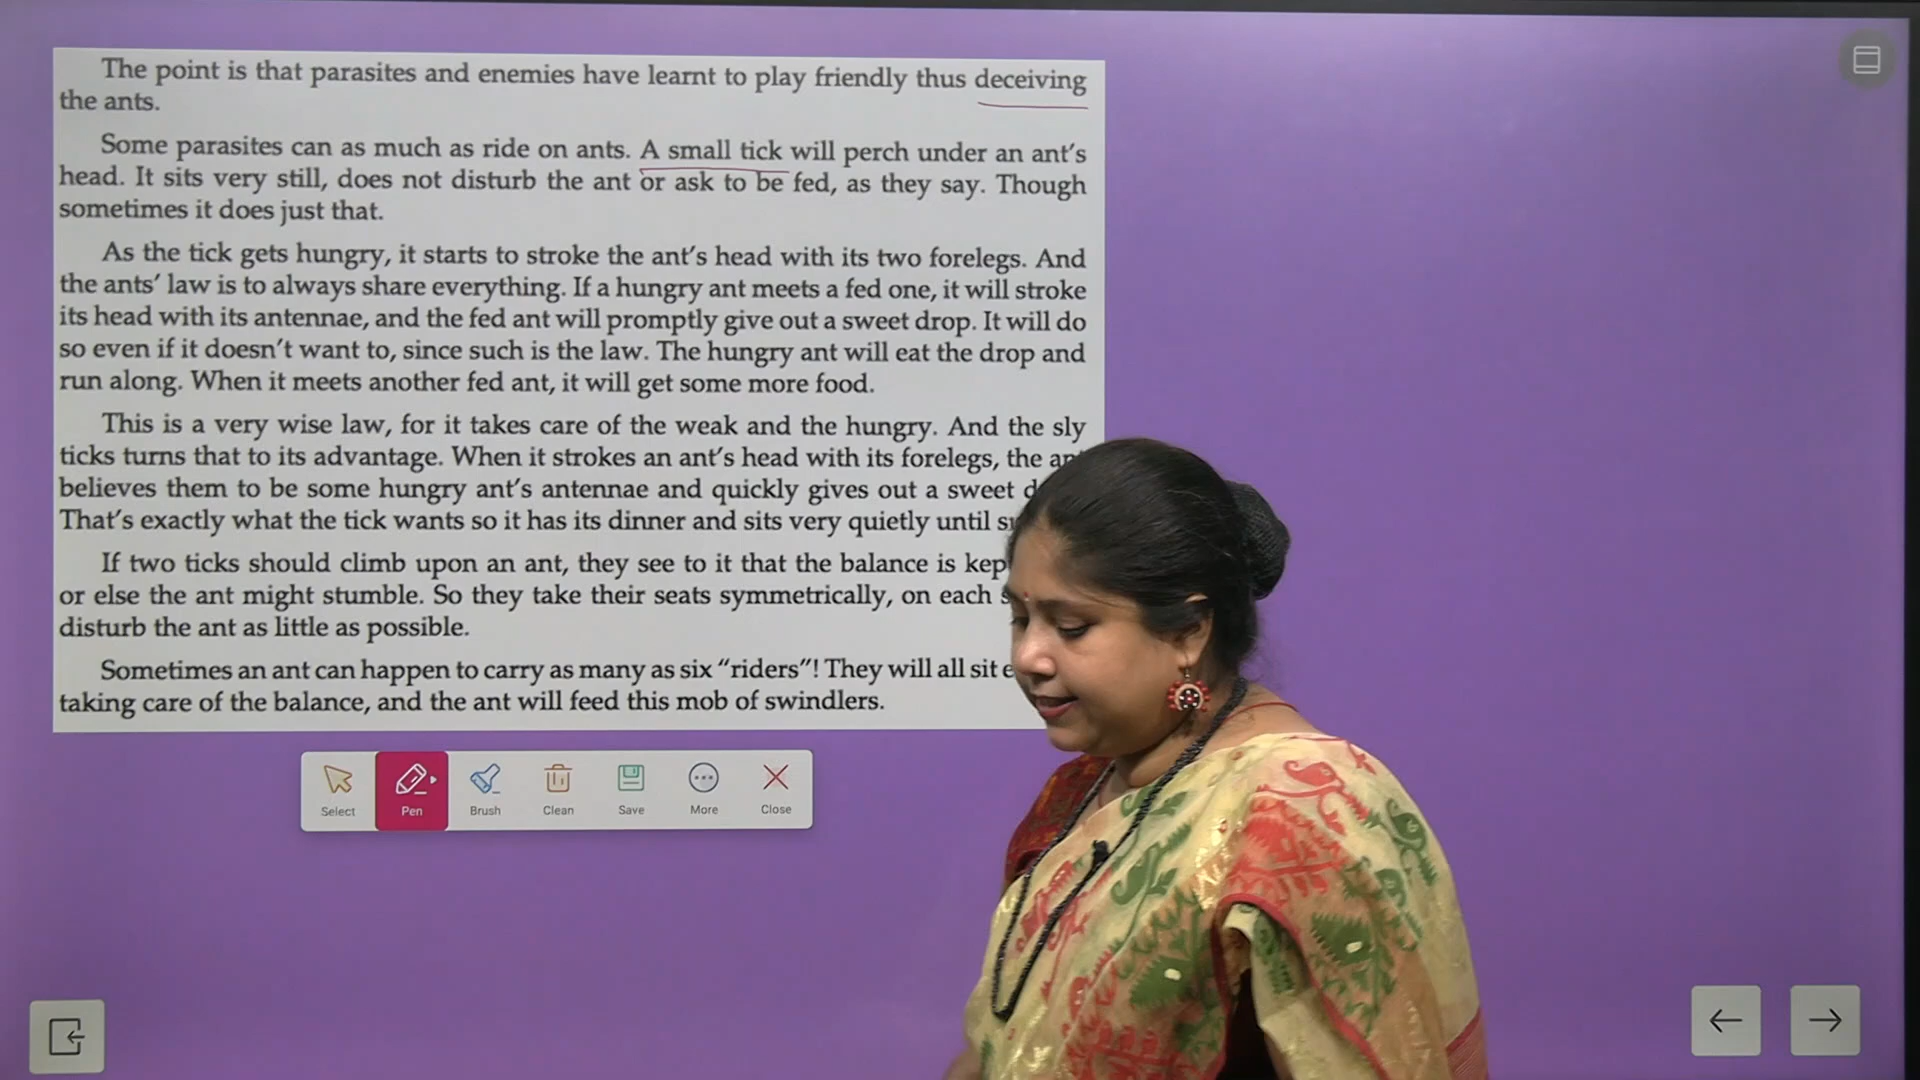 The point is that parasites and enemies have learnt to play friendly thus deceiving
the ants.
Some parasites can as much as ride on ants. A small tick will perch under an ant's
head. It sits very still, does not disturb the ant or ask to be fed, as they say. Though
sometimes it does just that.
As the tick gets hungry, it starts to stroke the ant's head with its two forelegs. And
the ants' law is to always share everything. If a hungry ant meets a fed one, it will stroke
its head with its antennae, and the fed ant will promptly give out a sweet drop. It will do
so even if it doesn't want to, since such is the law. The hungry ant will eat the drop and
run along. When it meets another fed ant, it will get some more food.
This is a very wise law, for it takes care of the weak and the hungry. And the sly
ticks turns that to its advantage. When it strokes an ant's head with its forelegs, the
believes them to be some hungry ant's antennae and quickly gives out a sweet
That's exactly what the tick wants so it has its dinner and sits very quietly until
If two ticks should climb upon an ant, they see to it that the balance is
or else the ant might stumble. So they take their seats symmetrically, on each
disturb the ant as little as possible.
Sometimes an ant can happen to carry as many as six "riders"! They will all sit
taking care of the balance, and the ant will feed this mob of swindlers.
Select Pen Brush Clean Save More Close